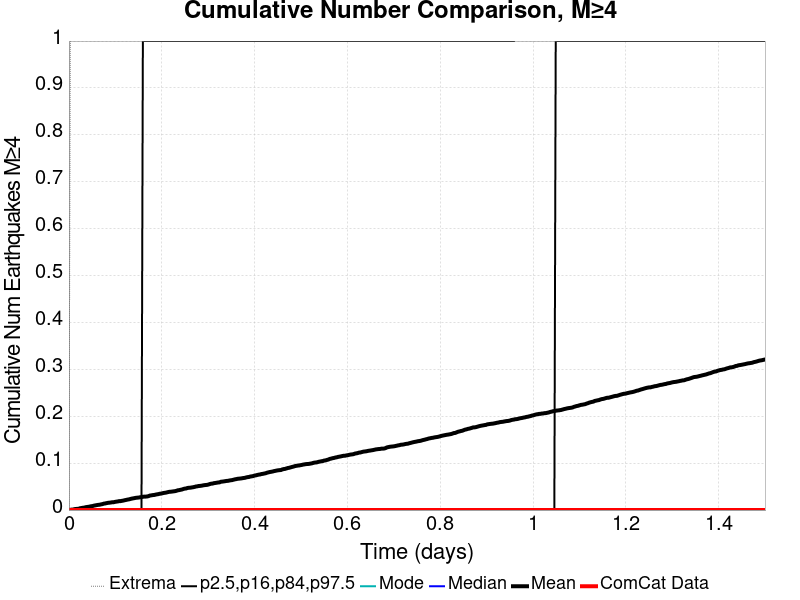 Cumulative Number Comparison, M≥4
Cumulative Num Earthquakes M≥4
1
0.9
0.8
0.7
0.6
0.5
0.4
0.3
0.2
0.1
0
0 0.2 0.4 0.6 0.8 1 1.2 1.4
Time (days)
Extrema p2.5,p16,p84,p97.5 Mode Median Mean ComCat Data